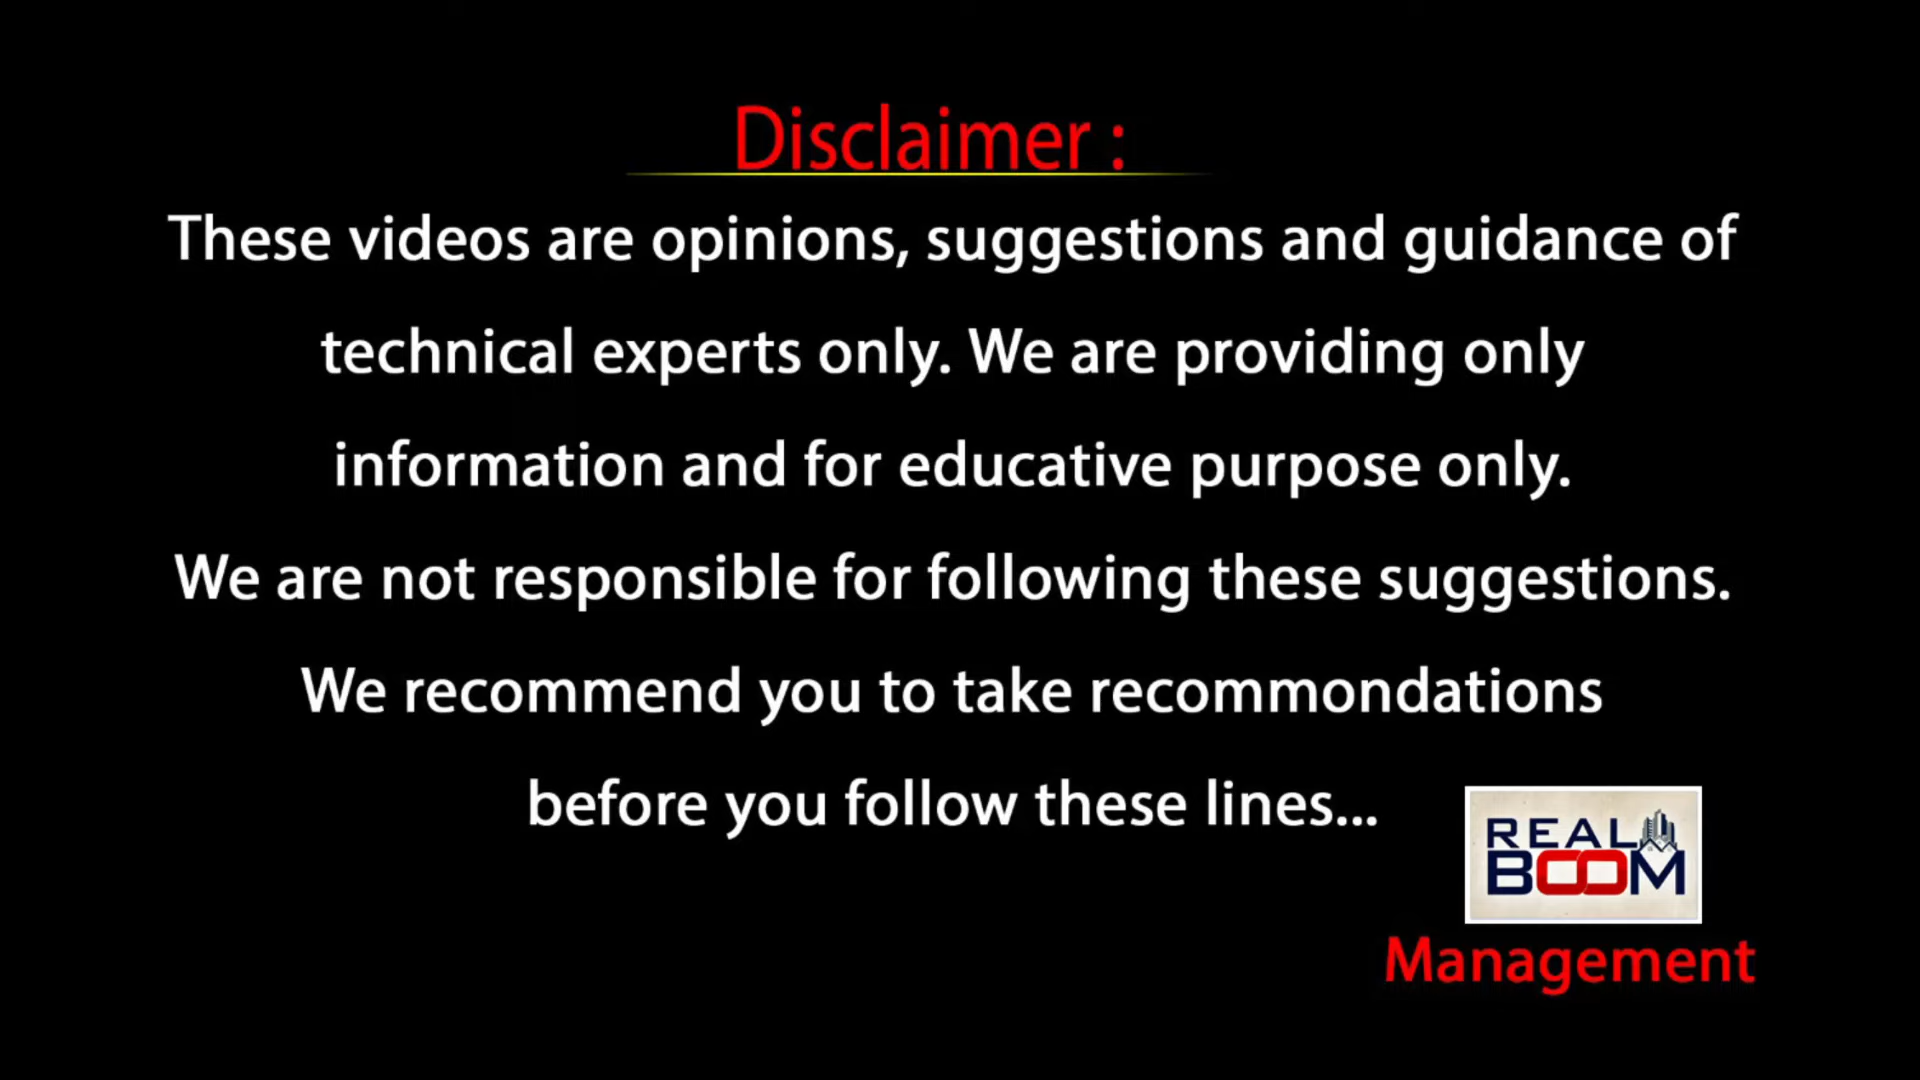 Disclaimer :
These videos are opinions, suggestions and guidance of
technical experts only. We are providing only
information and for educative purpose only.
We are not responsible for following these suggestions.
We recommend you to take recommondations
before you follow these lines...
REAL
BOOM
Management